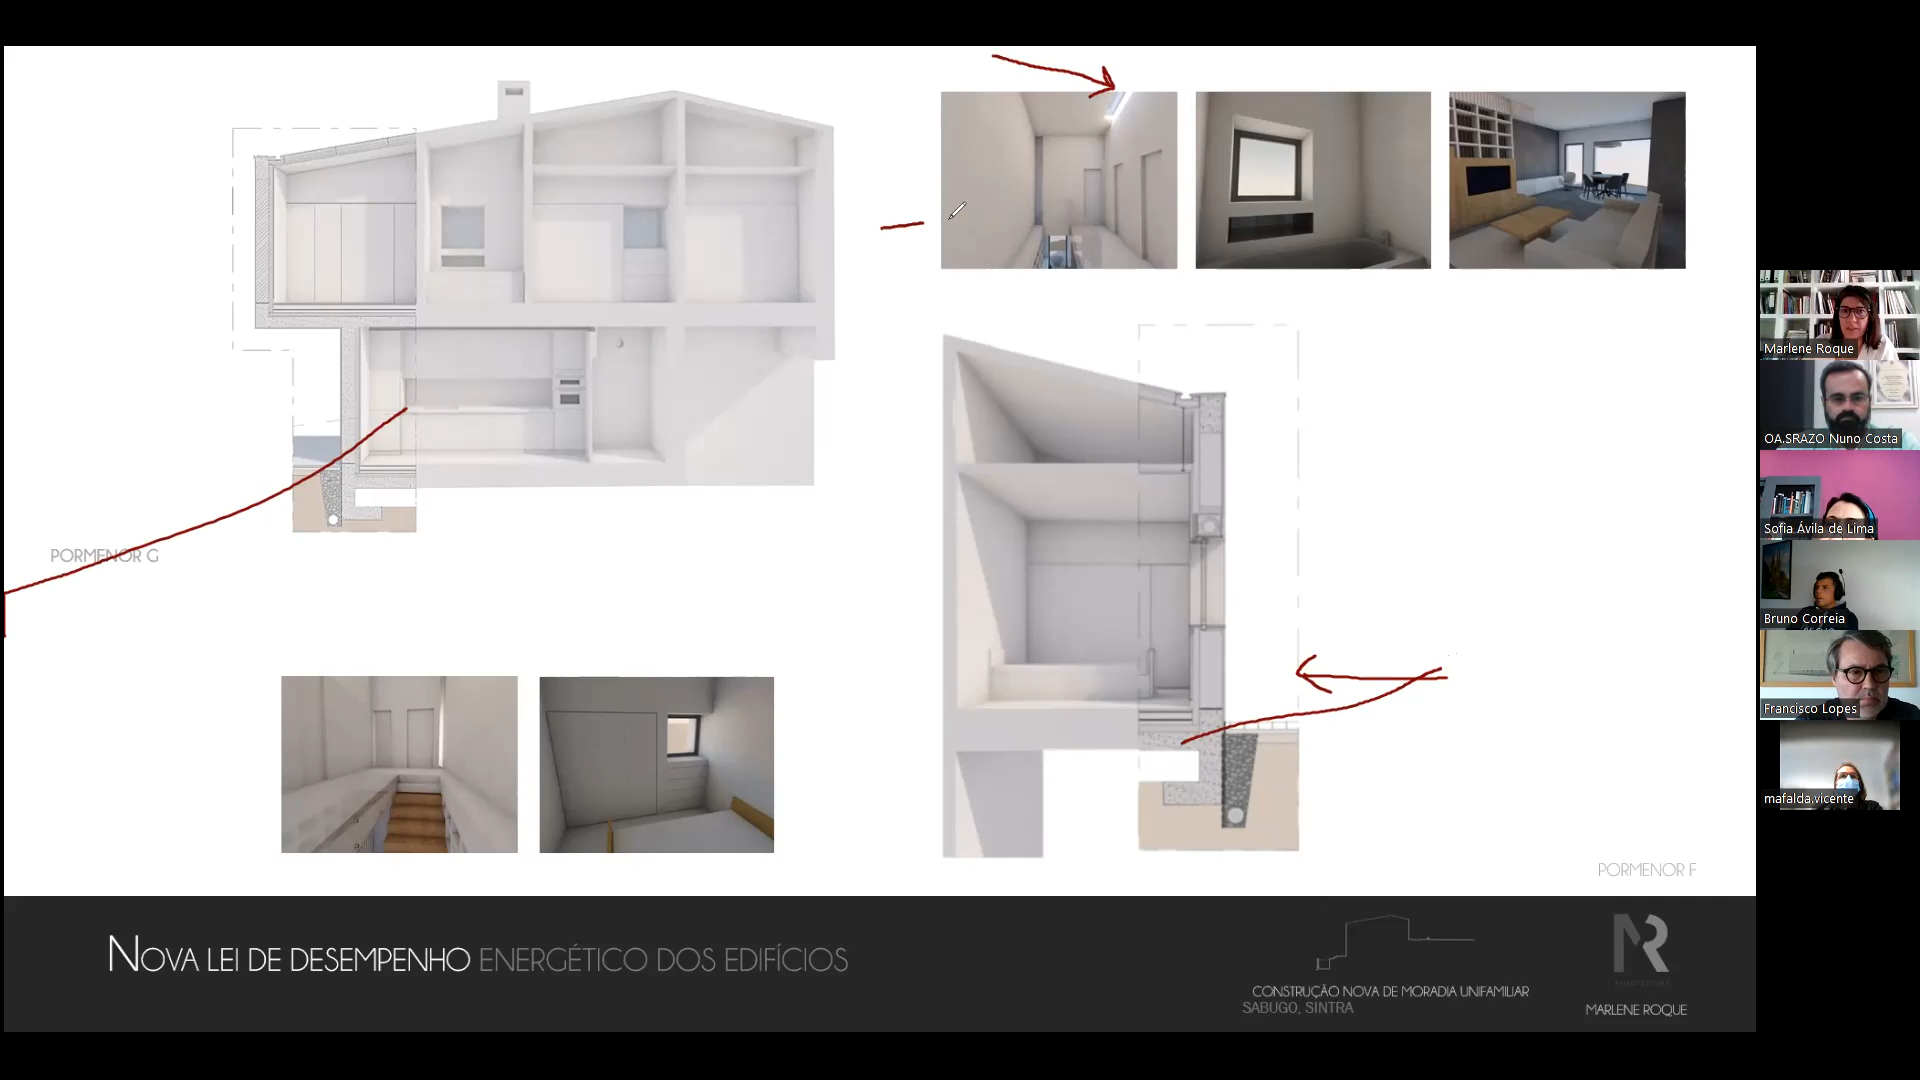 PORMENOR G
PORMENOR F
NOVA LEI DE DESEMPENHO ENERGÉTICO DOS EDIFÍCIOS
CONSTRUÇÃO NOVA DE MORADIA UNIFAMILIAR
SABUGO, SINTRA
MR
MARLENE ROQUE
Marlene Roque
OA.SRAZO Nuno Costa
Sofia Ávila de Lima
Bruno Correia
Francisco Lopes
mafalda.vicente